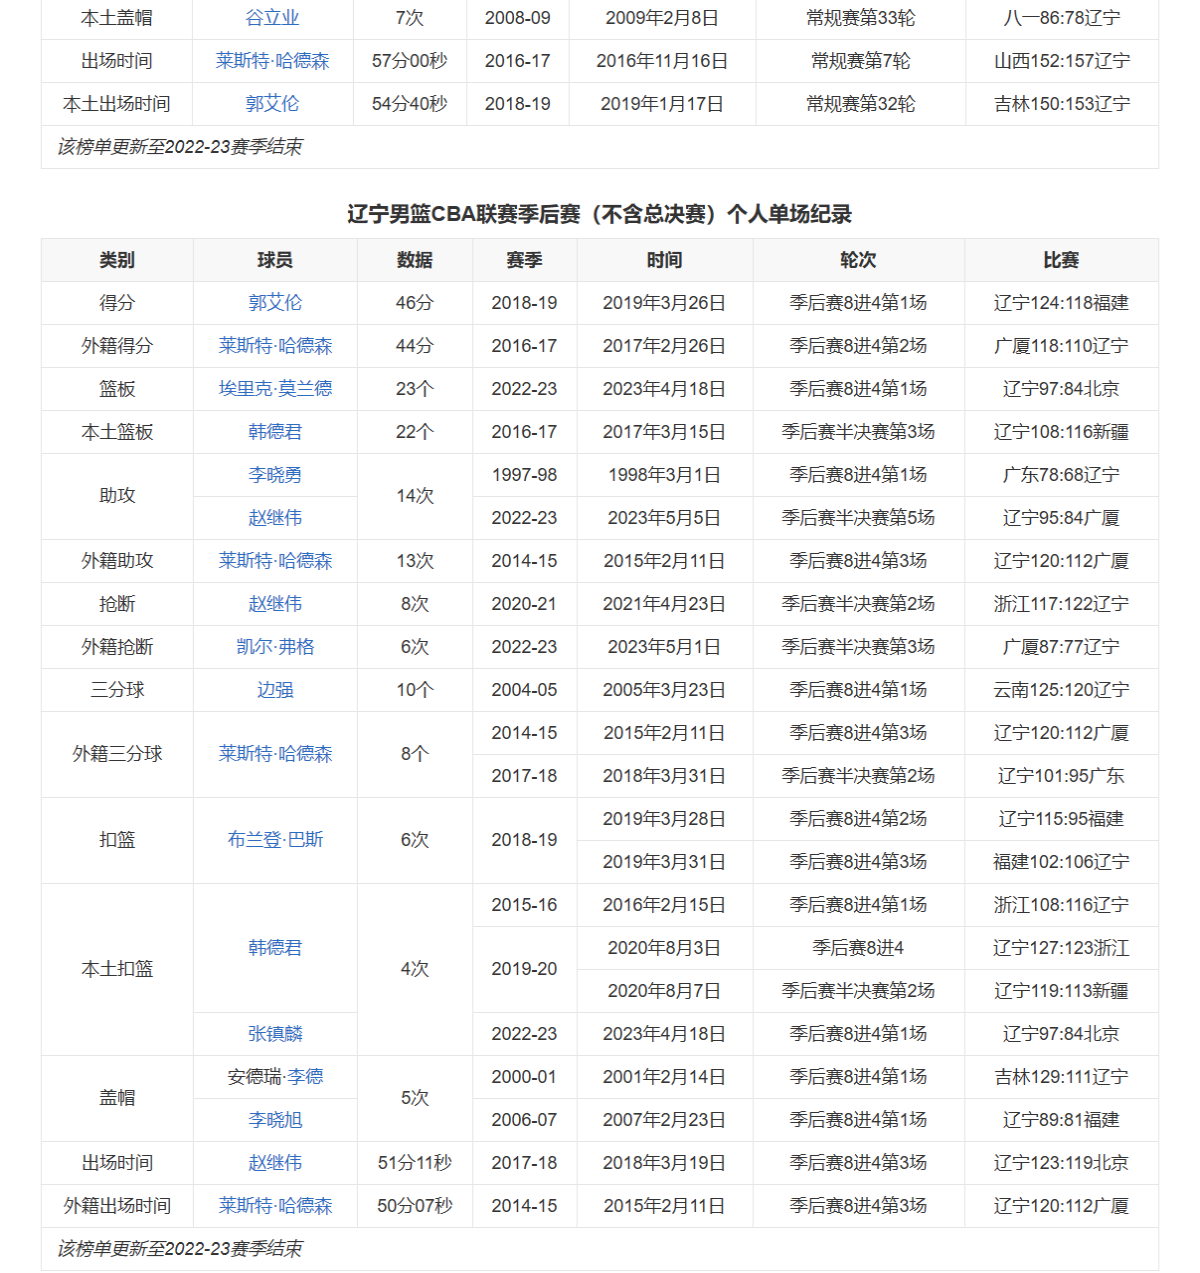 本土盖帽 谷立业 7次 2008-09 2009年2月8日 常规赛第33轮 八一86:78辽宁
出场时间 莱斯特·哈德森 57分00秒 2016-17 2016年11月16日 常规赛第7轮 山西152:157辽宁
本土出场时间 郭艾伦 54分40秒 2018-19 2019年1月17日 常规赛第32轮 吉林150:153辽宁
该榜单更新至2022-23赛季结束
辽宁男篮CBA联赛季后赛（不含总决赛）个人单场纪录
类别 球员 数据 赛季 时间 轮次 比赛
得分 郭艾伦 46分 2018-19 2019年3月26日 季后赛8进4第1场 辽宁124:118福建
外籍得分 莱斯特·哈德森 44分 2016-17 2017年2月26日 季后赛8进4第2场 广厦118:110辽宁
篮板 埃里克·莫兰德 23个 2022-23 2023年4月18日 季后赛8进4第1场 辽宁97:84北京
本土篮板 韩德君 22个 2016-17 2017年3月15日 季后赛半决赛第3场 辽宁108:116新疆
助攻 李晓勇 14次 1997-98 1998年3月1日 季后赛8进4第1场 广东78:68辽宁
赵继伟 2022-23 2023年5月5日 季后赛半决赛第5场 辽宁95:84广厦
外籍助攻 莱斯特·哈德森 13次 2014-15 2015年2月11日 季后赛8进4第3场 辽宁120:112广厦
抢断 赵继伟 8次 2020-21 2021年4月23日 季后赛半决赛第2场 浙江117:122辽宁
外籍抢断 凯尔·弗格 6次 2022-23 2023年5月1日 季后赛半决赛第3场 广厦87:77辽宁
三分球 边强 10个 2004-05 2005年3月23日 季后赛8进4第1场 云南125:120辽宁
外籍三分球 莱斯特·哈德森 8个 2014-15 2015年2月11日 季后赛8进4第3场 辽宁120:112广厦
2017-18 2018年3月31日 季后赛半决赛第2场 辽宁101:95广东
扣篮 布兰登·巴斯 6次 2018-19 2019年3月28日 季后赛8进4第2场 辽宁115:95福建
2019年3月31日 季后赛8进4第3场 福建102:106辽宁
本土扣篮 韩德君 4次 2015-16 2016年2月15日 季后赛8进4第1场 浙江108:116辽宁
2019-20 2020年8月3日 季后赛8进4 辽宁127:123浙江
2020年8月7日 季后赛半决赛第2场 辽宁119:113新疆
张镇麟 2022-23 2023年4月18日 季后赛8进4第1场 辽宁97:84北京
盖帽 安德瑞·李德 5次 2000-01 2001年2月14日 季后赛8进4第1场 吉林129:111辽宁
李晓旭 2006-07 2007年2月23日 季后赛8进4第1场 辽宁89:81福建
出场时间 赵继伟 51分11秒 2017-18 2018年3月19日 季后赛8进4第3场 辽宁123:119北京
外籍出场时间 莱斯特·哈德森 50分07秒 2014-15 2015年2月11日 季后赛8进4第3场 辽宁120:112广厦
该榜单更新至2022-23赛季结束